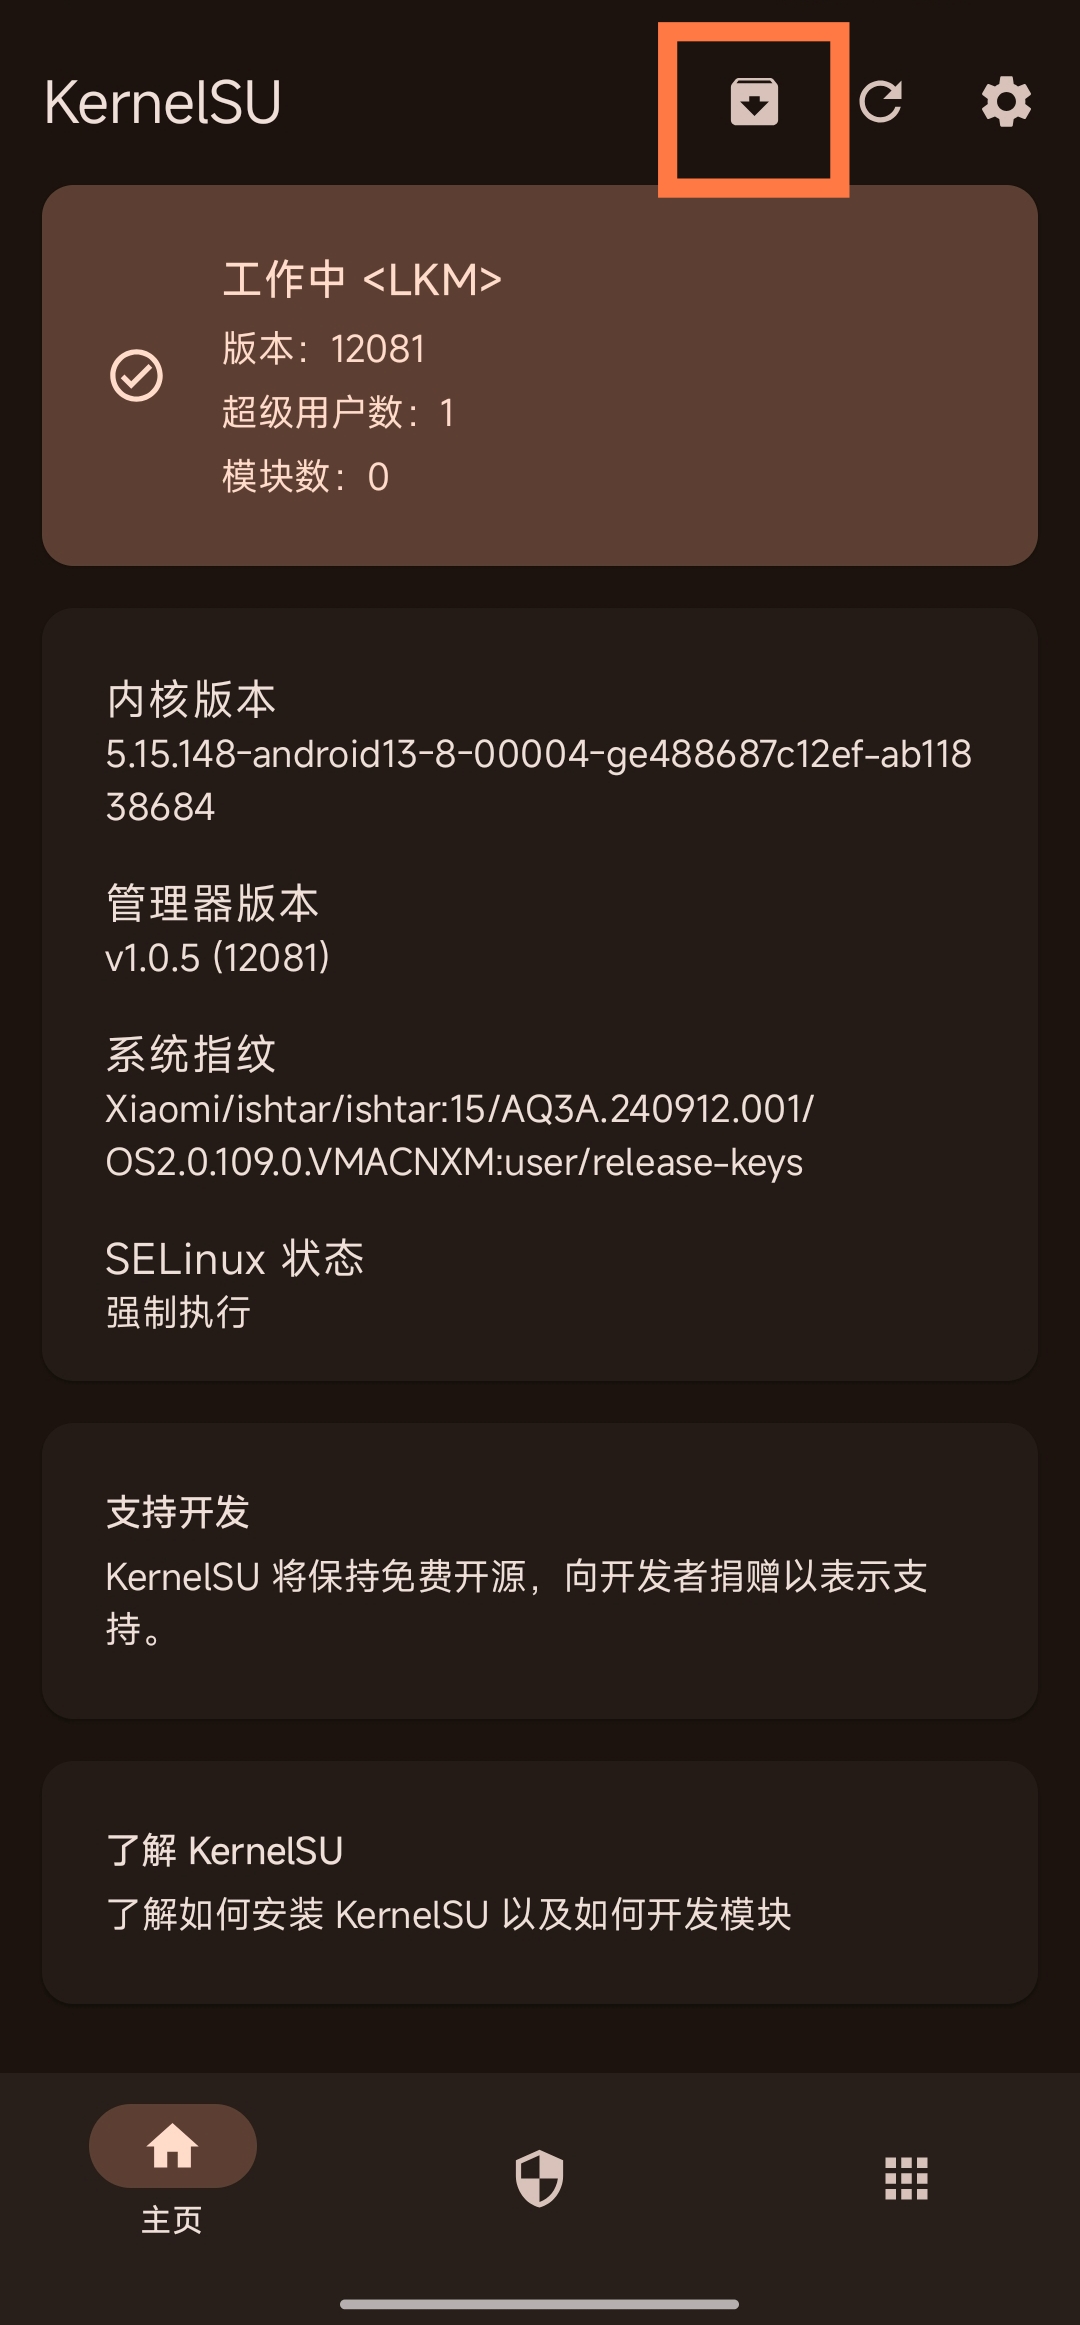 KernelSU
工作中 <LKM>
版本：12081
超级用户数：1
模块数：0
内核版本
5.15.148-android13-8-00004-ge488687c12ef-ab118
38684
管理器版本
v1.0.5 (12081)
系统指纹
Xiaomi/ishtar/ishtar:15/AQ3A.240912.001/
OS2.0.109.0.VMACNXM:user/release-keys
SELinux 状态
强制执行
支持开发
KernelSU 将保持免费开源，向开发者捐赠以表示支
持。
了解 KernelSU
了解如何安装 KernelSU 以及如何开发模块
主页